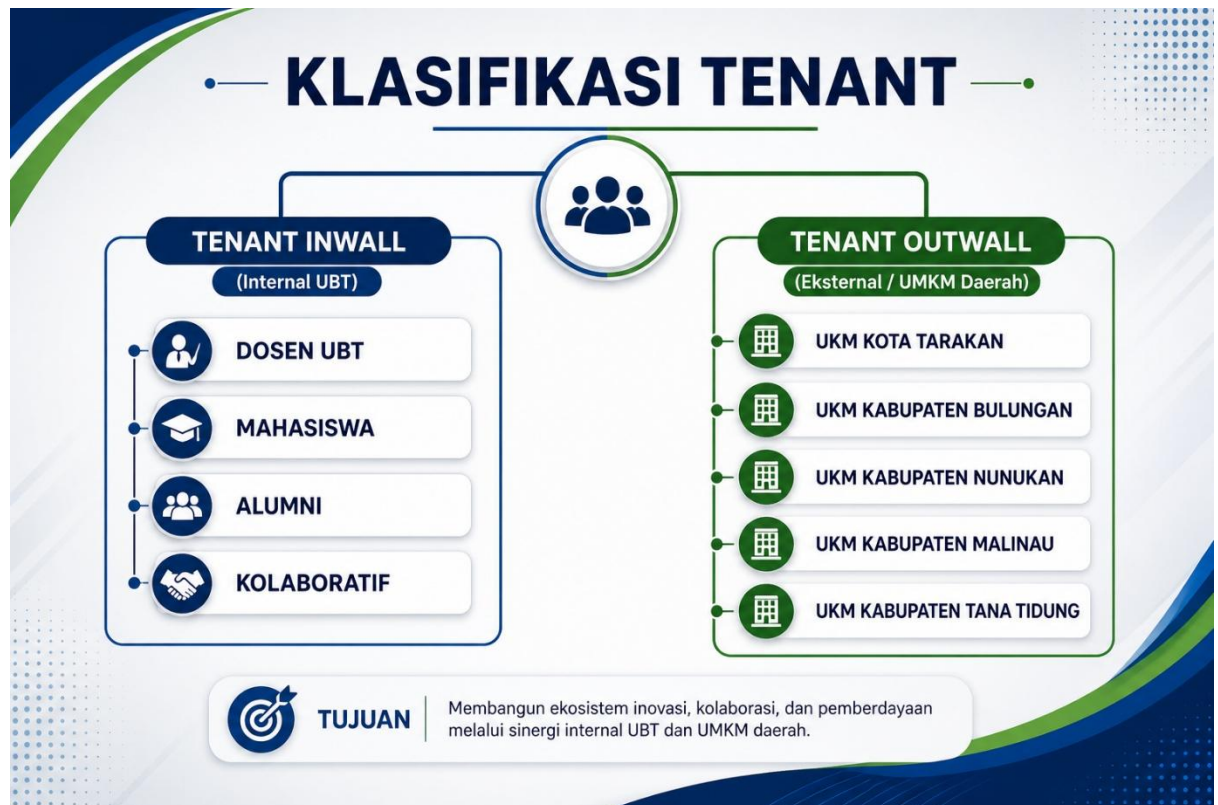 KLASIFIKASI TENANT
TENANT INWALL
(Internal UBT)
DOSEN UBT
MAHASISWA
ALUMNI
KOLABORATIF
TENANT OUTWALL
(Eksternal / UMKM Daerah)
UKM KOTA TARAKAN
UKM KABUPATEN BULUNGAN
UKM KABUPATEN NUNUKAN
UKM KABUPATEN MALINAU
UKM KABUPATEN TANA TIDUNG
TUJUAN
Membangun ekosistem inovasi, kolaborasi, dan pemberdayaan
melalui sinergi internal UBT dan UMKM daerah.